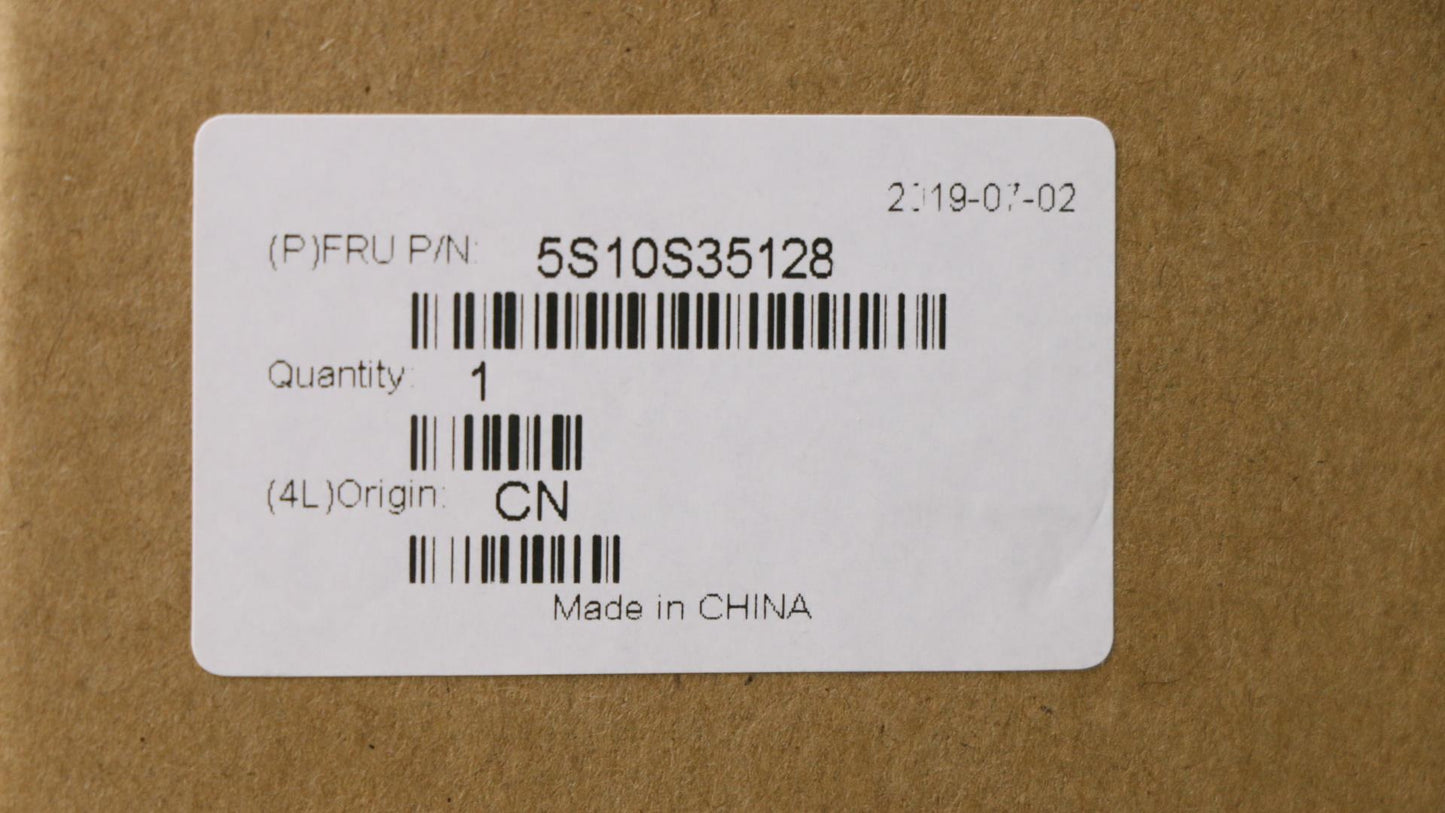 2019-07-02
(P)FRU P/N: 5S10S35128
Quantity: 1
(4L)Origin: CN
Made in CHINA